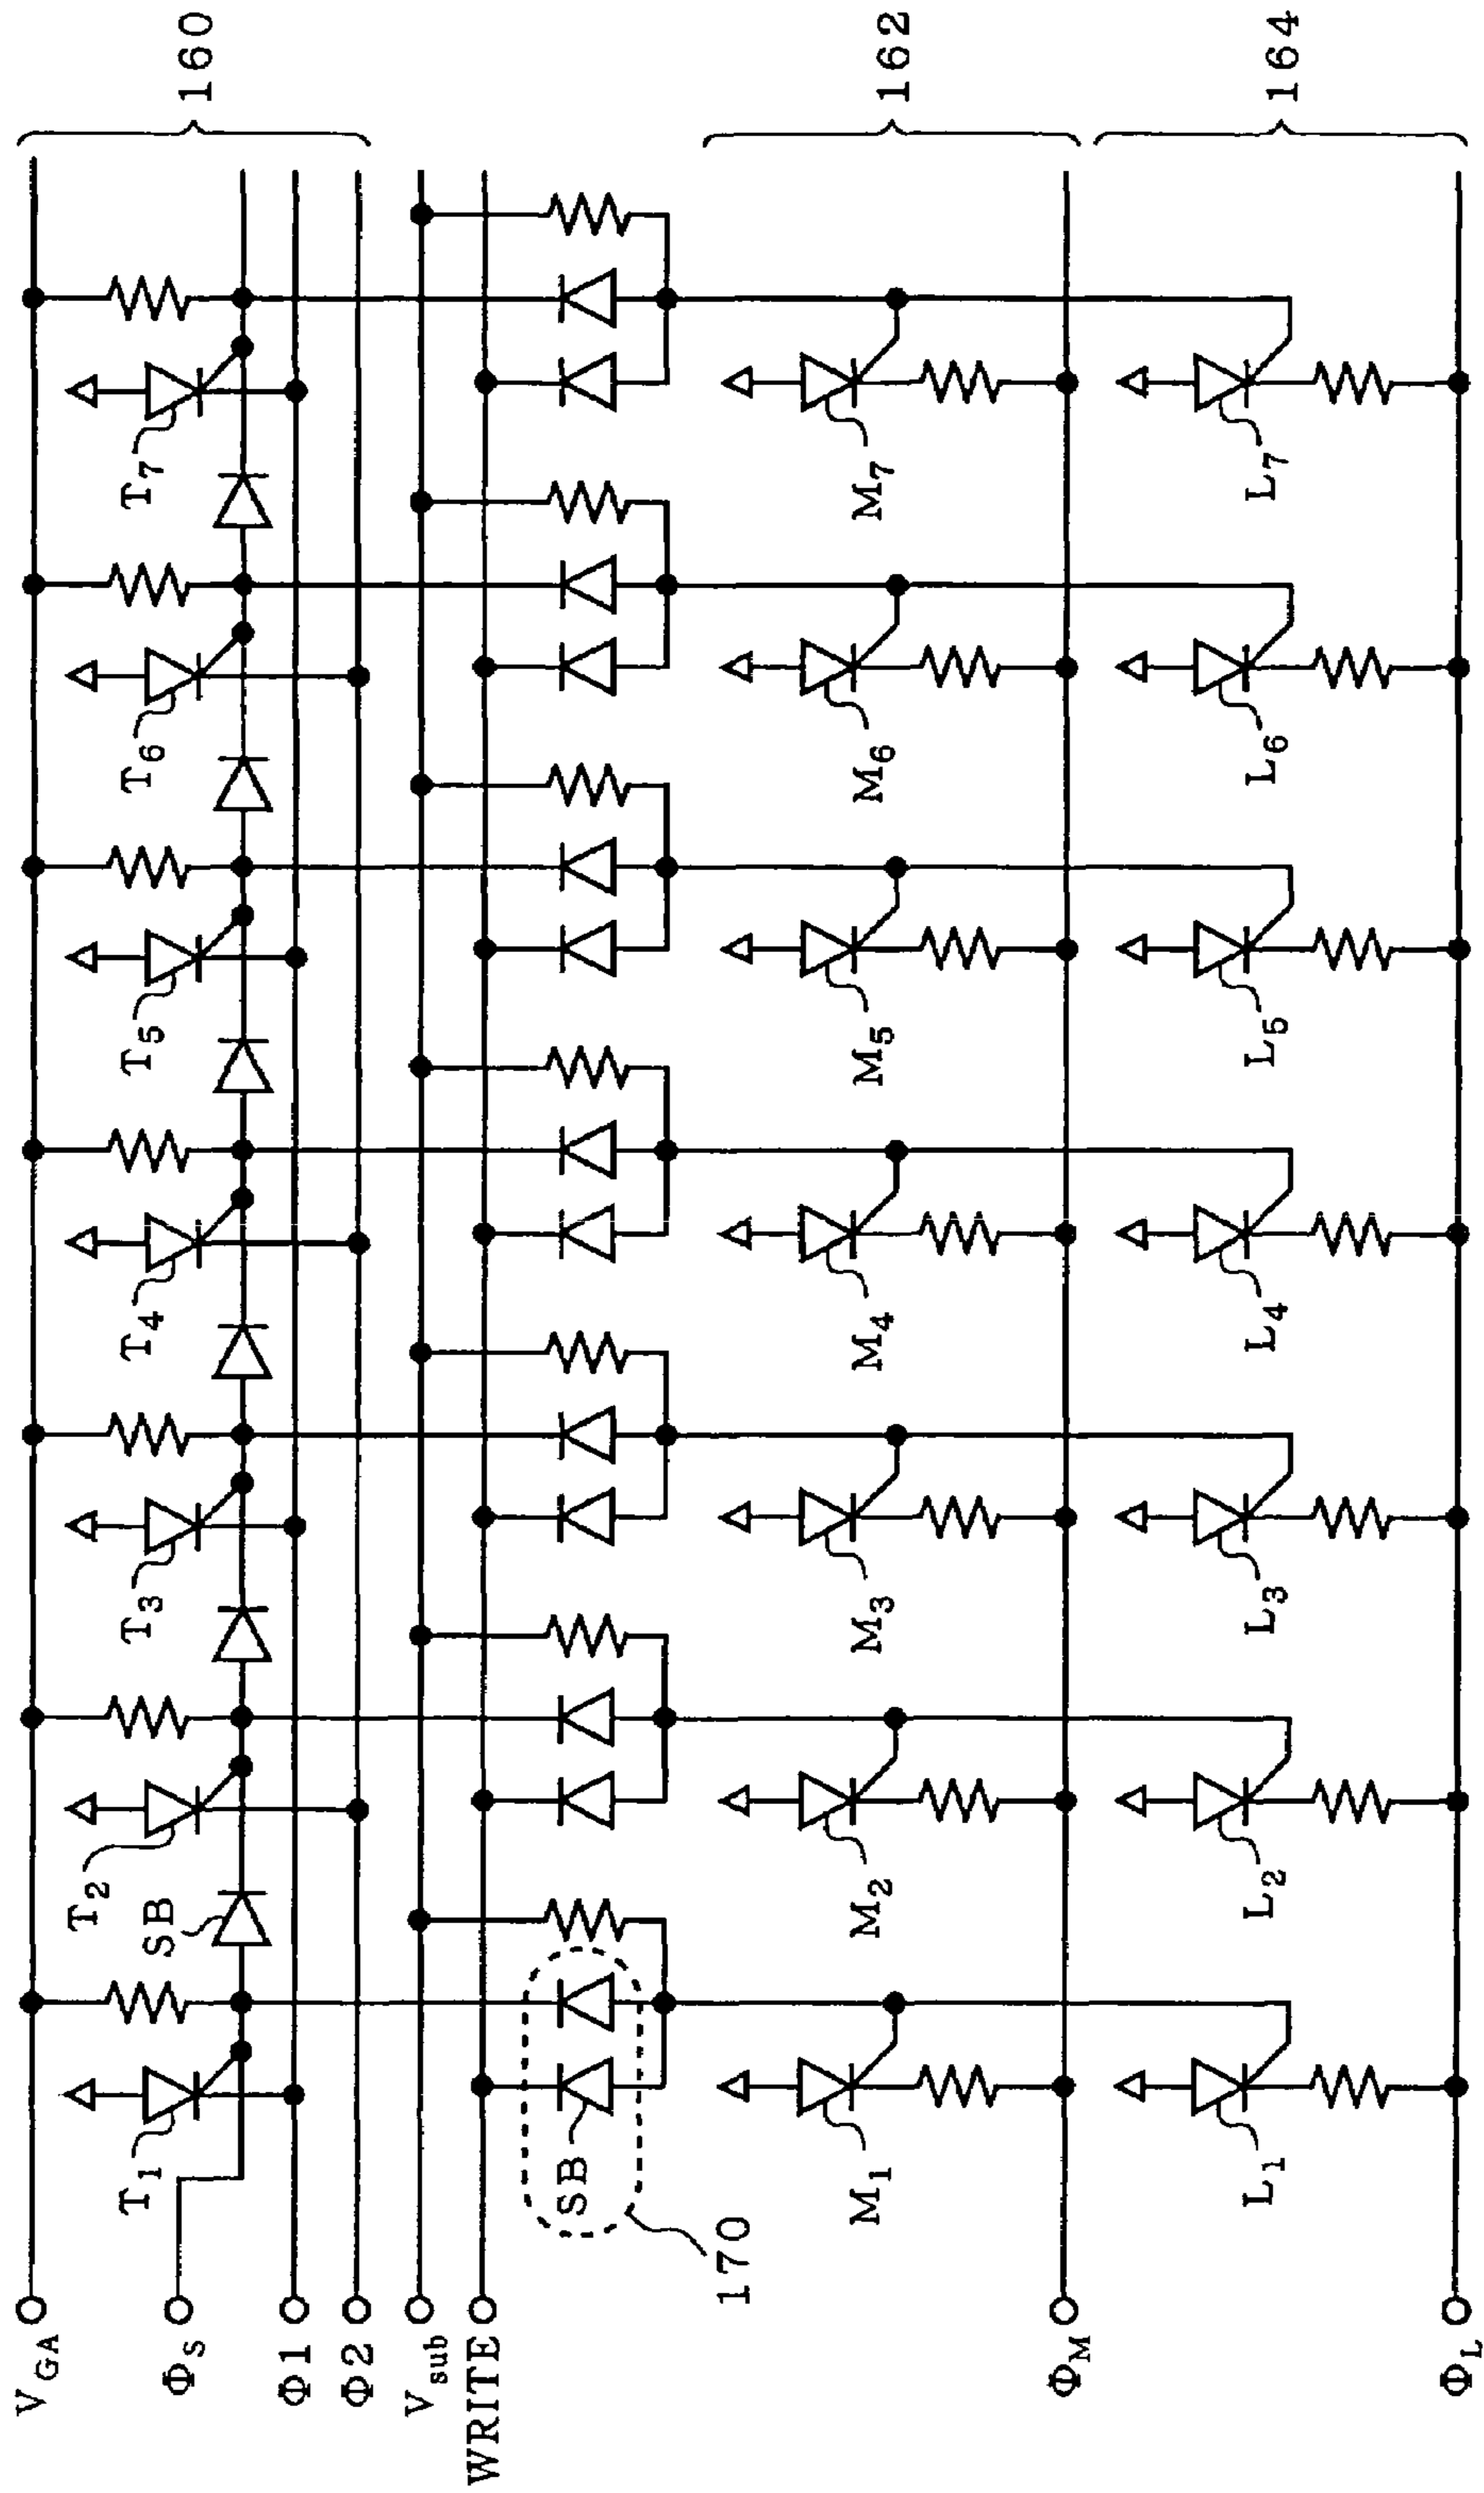 V_GA
Φ_S
Φ1
Φ2
V_sub
WRITE
Φ_M
Φ_L
T_1
T_2
T_3
T_4
T_5
T_6
T_7
SB
SB
170
M_1
M_2
M_3
M_4
M_5
M_6
M_7
L_1
L_2
L_3
L_4
L_5
L_6
L_7
160
162
164